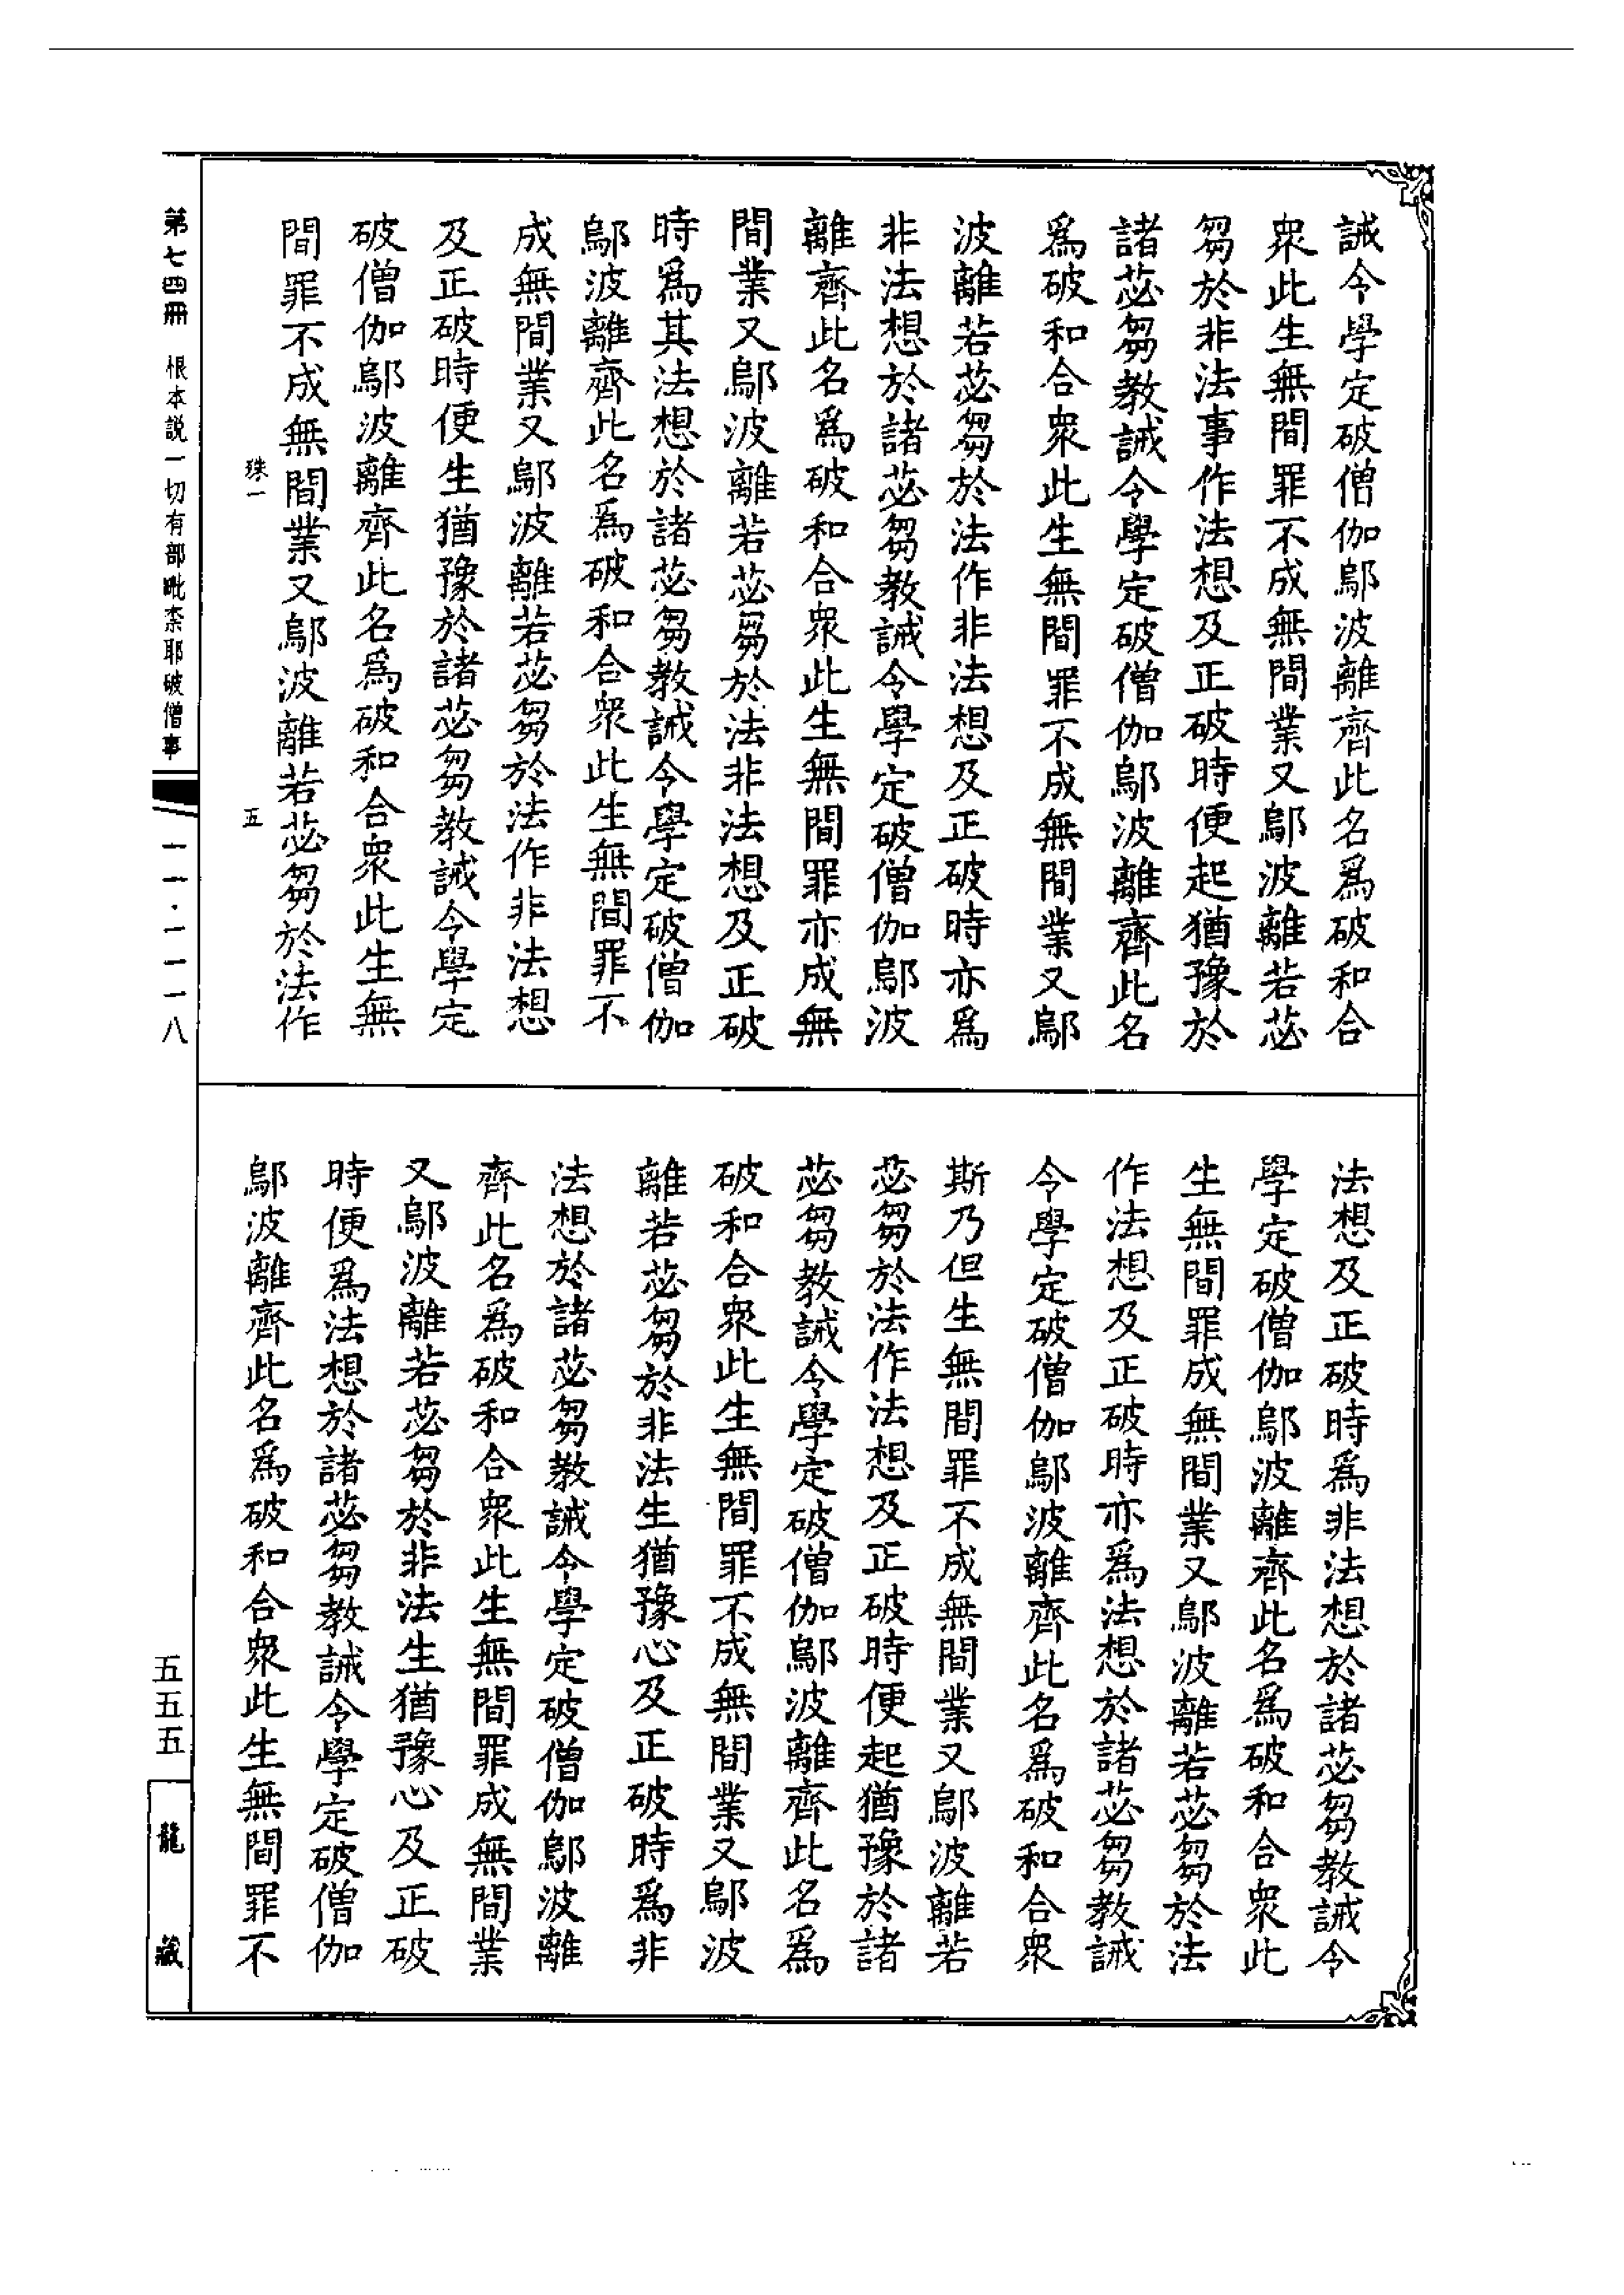 誡令學定破僧伽鄔波離齊此名爲破和合
衆此生無間罪不成無間業又鄔波離若苾
芻於非法事作法想及正破時便起猶豫於
諸苾芻教誡令學定破僧伽鄔波離齊此名
爲破和合衆此生無間罪不成無間業又鄔
波離若苾芻於法作非法想及正破時亦爲
非法想於諸苾芻教誡令學定破僧伽鄔波
離齊此名爲破和合衆此生無間罪亦成無
間業又鄔波離若苾芻於法非法想及正破
時爲其法想於諸苾芻教誡令學定破僧伽
鄔波離齊此名爲破和合衆此生無間罪不
成無間業又鄔波離若苾芻於法作非法想
及正破時便生猶豫於諸苾芻教誡令學定
破僧伽鄔波離齊此名爲破和合衆此生無
間罪不成無間業又鄔波離若苾芻於法作
殊一 五
法想及正破時爲非法想於諸苾芻教誡令
學定破僧伽鄔波離齊此名爲破和合衆此
生無間罪成無間業又鄔波離若苾芻於法
作法想及正破時亦爲法想於諸苾芻教誡
令學定破僧伽鄔波離齊此名爲破和合衆
斯乃但生無間罪不成無間業又鄔波離若
苾芻於法作法想及正破時便起猶豫於諸
苾芻教誡令學定破僧伽鄔波離齊此名爲
破和合衆此生無間罪不成無間業又鄔波
離若苾芻於非法生猶豫心及正破時爲非
法想於諸苾芻教誡令學定破僧伽鄔波離
齊此名爲破和合衆此生無間罪成無間業
又鄔波離若苾芻於非法生猶豫心及正破
時便爲法想於諸苾芻教誡令學定破僧伽
鄔波離齊此名爲破和合衆此生無間罪不
第七四冊 根本説一切有部毗柰耶破僧事 一一·一一一八 五五五 龍藏